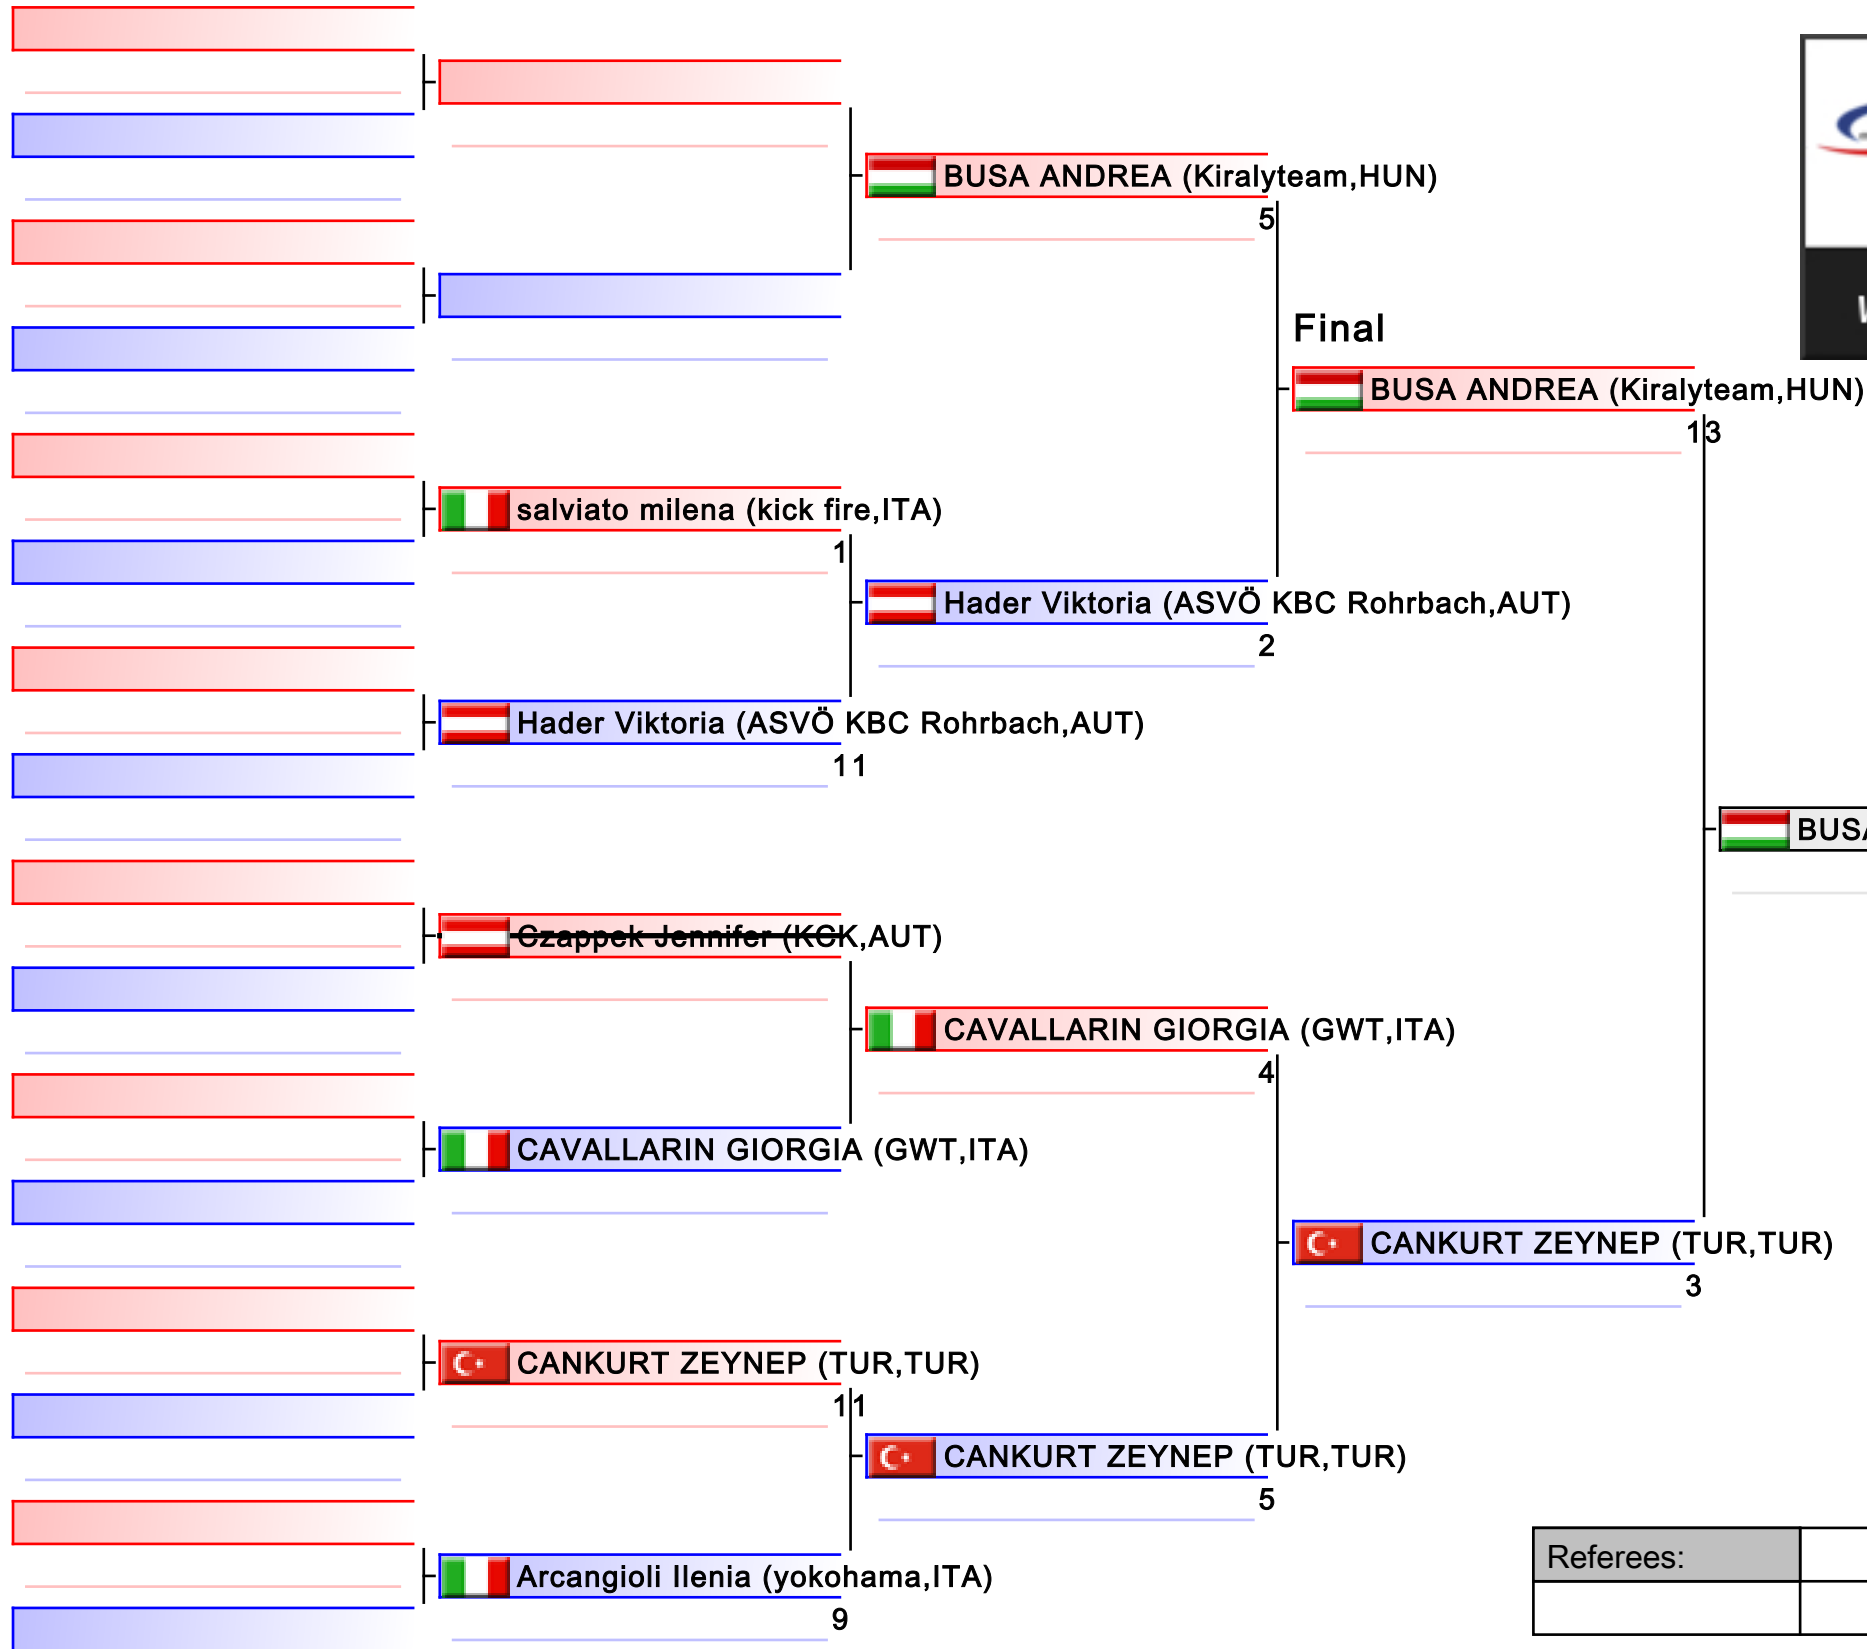 BUSA ANDREA (Kiralyteam,HUN)
5
Final
BUSA ANDREA (Kiralyteam,HUN)
13
salviato milena (kick fire,ITA)
1
Hader Viktoria (ASVÖ KBC Rohrbach,AUT)
2
Hader Viktoria (ASVÖ KBC Rohrbach,AUT)
11
BUSA
Czappek Jennifer (KCK,AUT)
CAVALLARIN GIORGIA (GWT,ITA)
4
CAVALLARIN GIORGIA (GWT,ITA)
CANKURT ZEYNEP (TUR,TUR)
3
CANKURT ZEYNEP (TUR,TUR)
11
CANKURT ZEYNEP (TUR,TUR)
5
Referees:
Arcangioli Ilenia (yokohama,ITA)
9